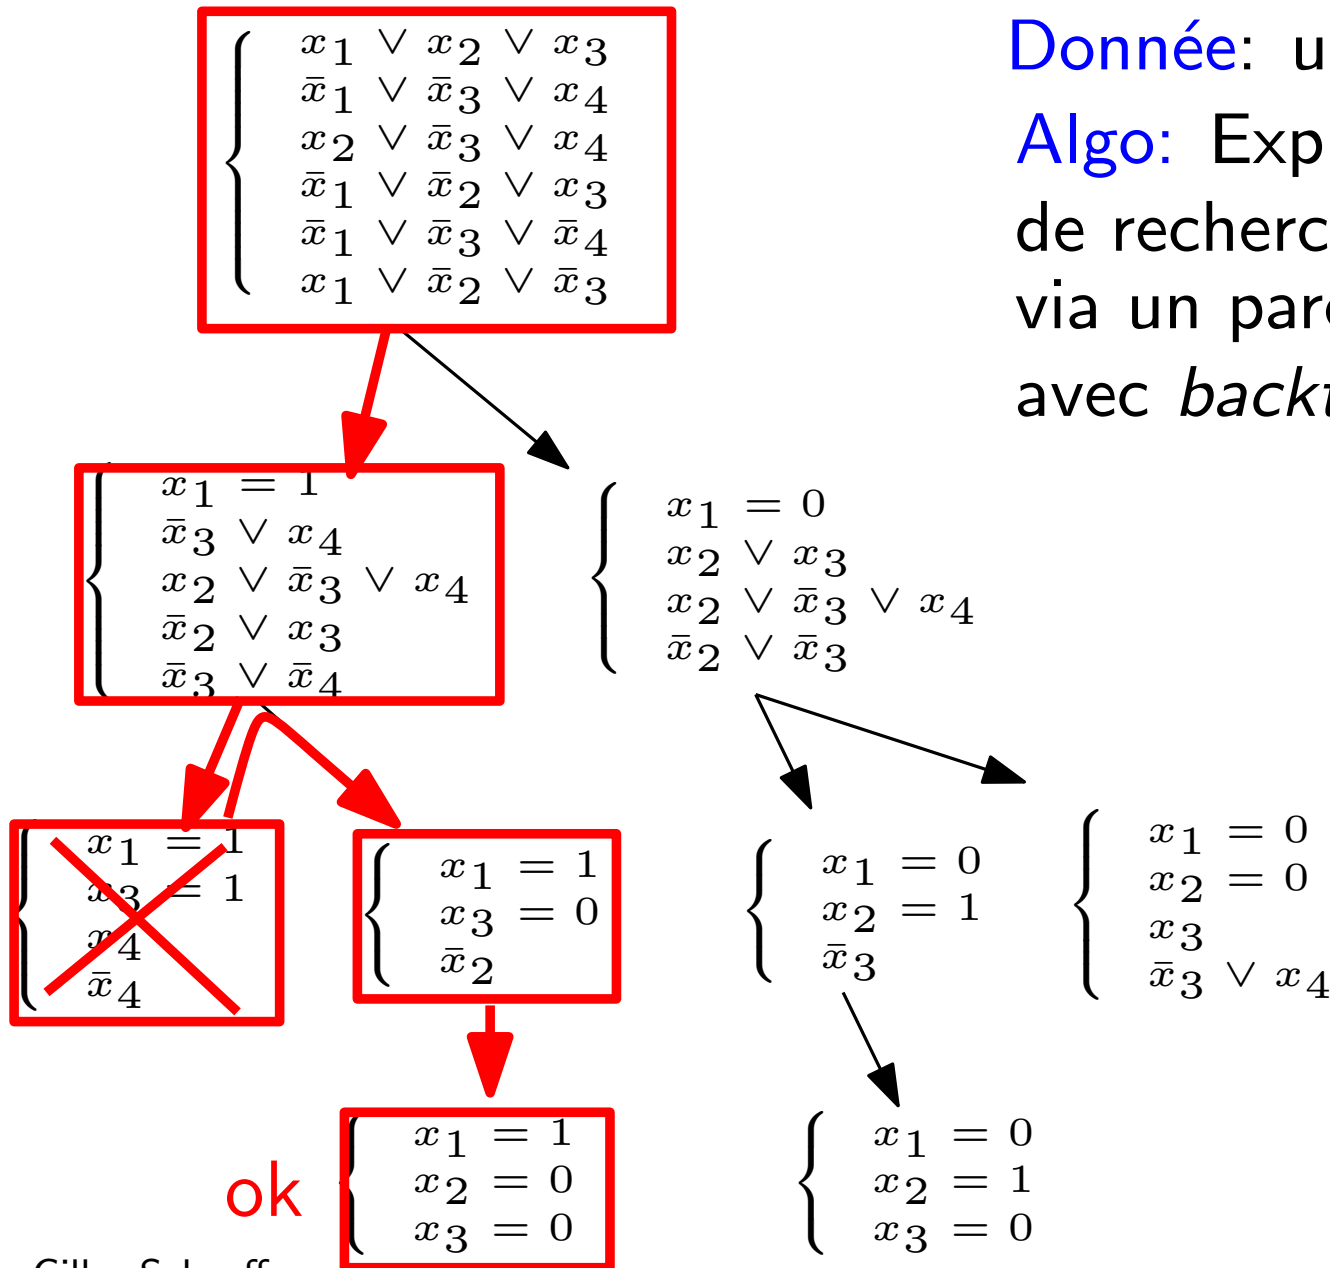 x1 ∨ x2 ∨ x3
x̄1 ∨ x̄3 ∨ x4
x2 ∨ x̄3 ∨ x4
x̄1 ∨ x̄2 ∨ x3
x̄1 ∨ x̄3 ∨ x̄4
x1 ∨ x̄2 ∨ x̄3
Donnée: u
Algo: Exp
de recherc
via un par
avec backt
x1 = 1
x̄3 ∨ x4
x2 ∨ x̄3 ∨ x4
x̄2 ∨ x3
x̄3 ∨ x̄4
x1 = 0
x2 ∨ x3
x2 ∨ x̄3 ∨ x4
x̄2 ∨ x̄3
x1 = 1
x3 = 1
x4
x̄4
x1 = 1
x3 = 0
x̄2
x1 = 0
x2 = 1
x̄3
x1 = 0
x2 = 0
x3
x̄3 ∨ x4
ok
x1 = 1
x2 = 0
x3 = 0
x1 = 0
x2 = 1
x3 = 0